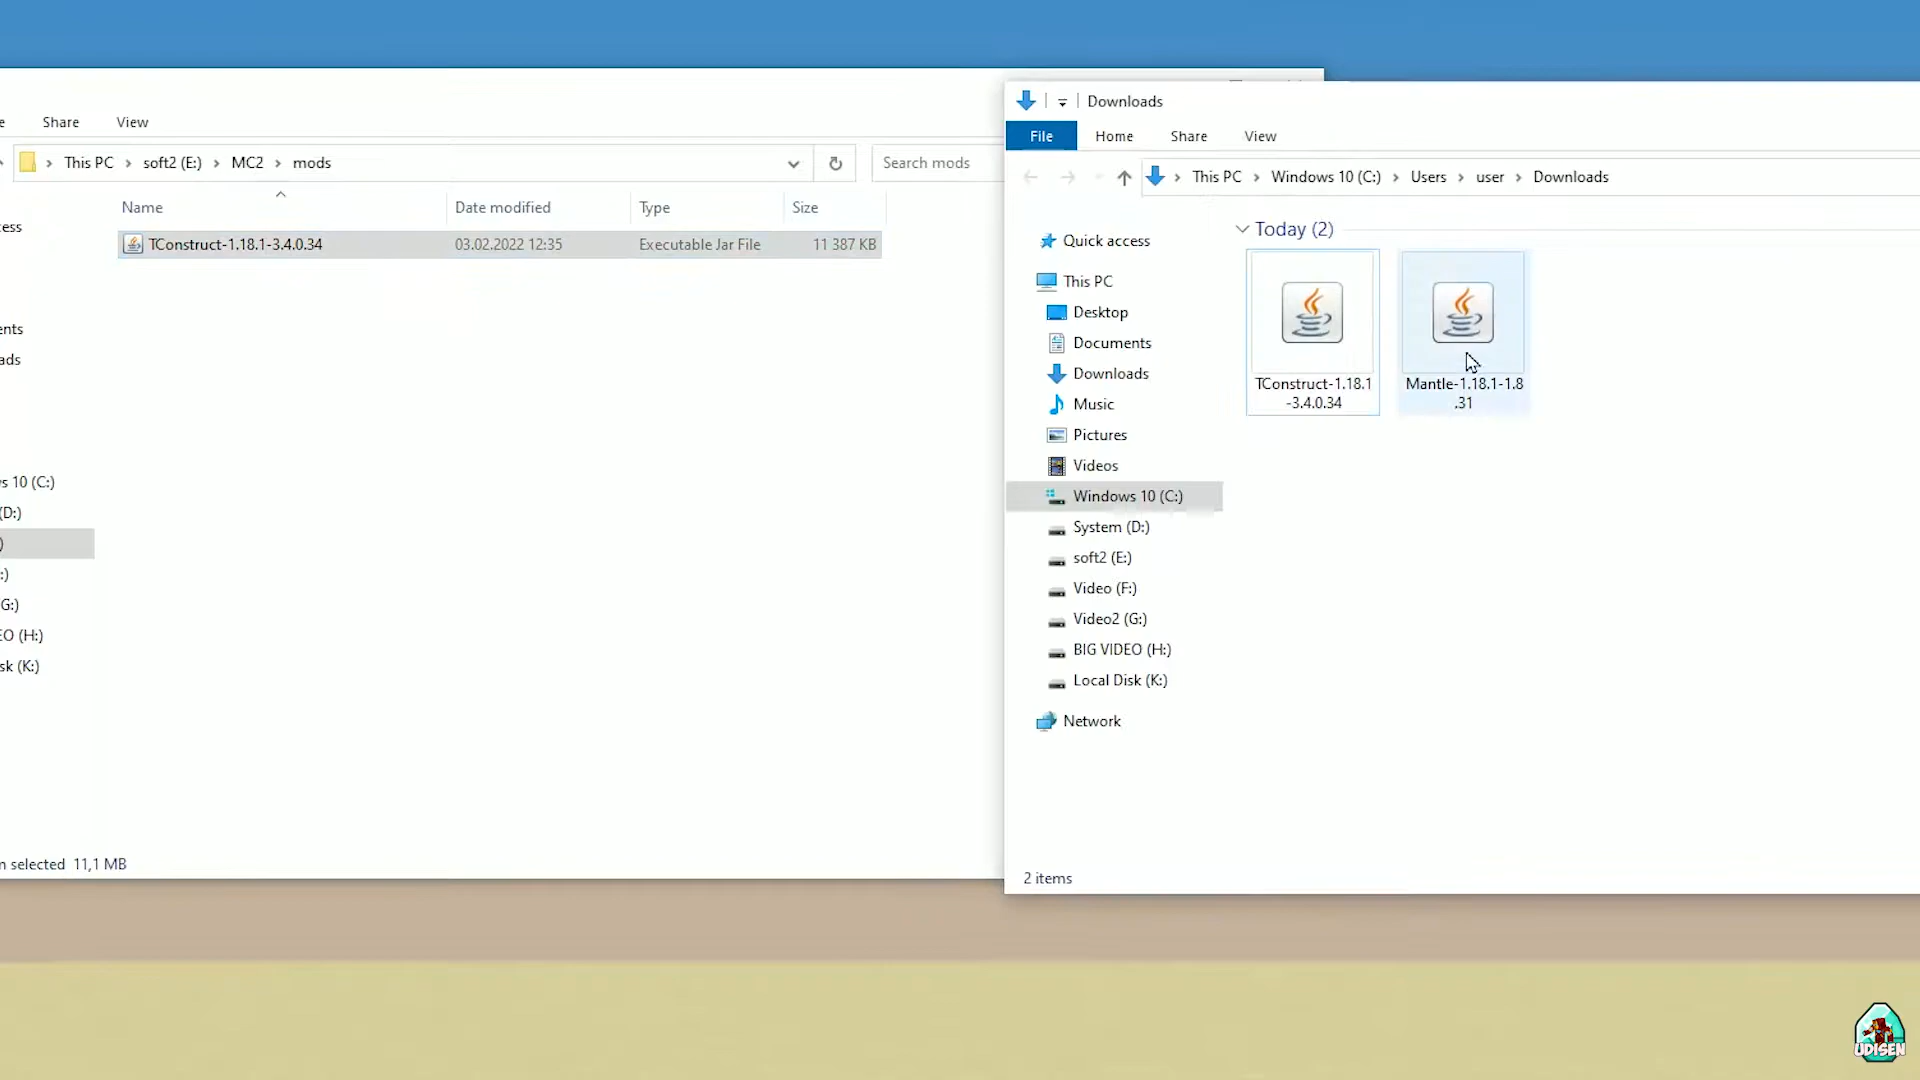 e Share View
This PC > soft2 (E:) > MC2 > mods
Search mods
Name Date modified Type Size
TConstruct-1.18.1-3.4.0.34 03.02.2022 12:35 Executable Jar File 11 387 KB
ess
ents
ads
s 10 (C:)
(D:)
)
:)
G:)
EO (H:)
sk (K:)
n selected 11,1 MB
Downloads
File Home Share View
This PC > Windows 10 (C:) > Users > user > Downloads
Quick access
This PC
Desktop
Documents
Downloads
Music
Pictures
Videos
Windows 10 (C:)
System (D:)
soft2 (E:)
Video (F:)
Video2 (G:)
BIG VIDEO (H:)
Local Disk (K:)
Network
Today (2)
TConstruct-1.18.1
-3.4.0.34
Mantle-1.18.1-1.8
.31
2 items
UDISEN